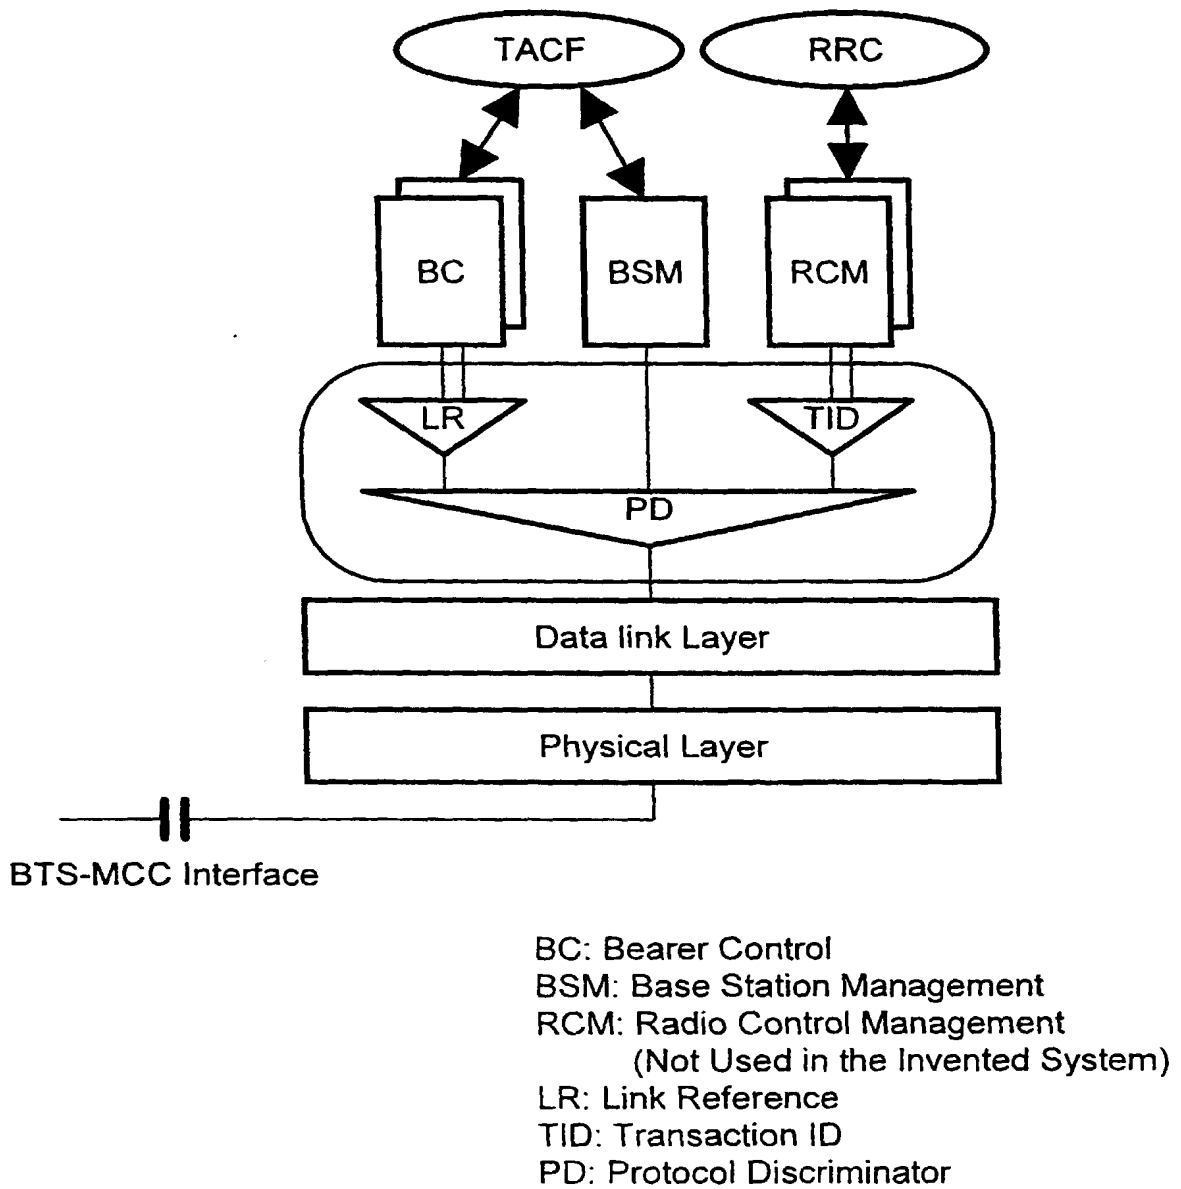 TACF
RRC
BC
BSM
RCM
LR
TID
PD
Data link Layer
Physical Layer
BTS-MCC Interface
BC: Bearer Control
BSM: Base Station Management
RCM: Radio Control Management
(Not Used in the Invented System)
LR: Link Reference
TID: Transaction ID
PD: Protocol Discriminator